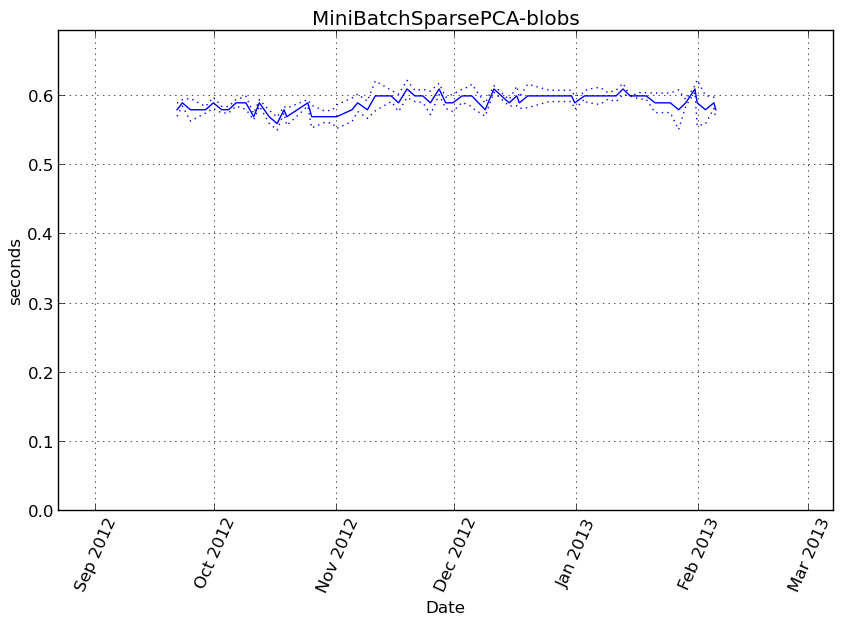 MiniBatchSparsePCA-blobs
0.6
0.5
0.4
0.3
0.2
0.1
0.0
seconds
Sep 2012
Oct 2012
Nov 2012
Dec 2012
Jan 2013
Feb 2013
Mar 2013
Date